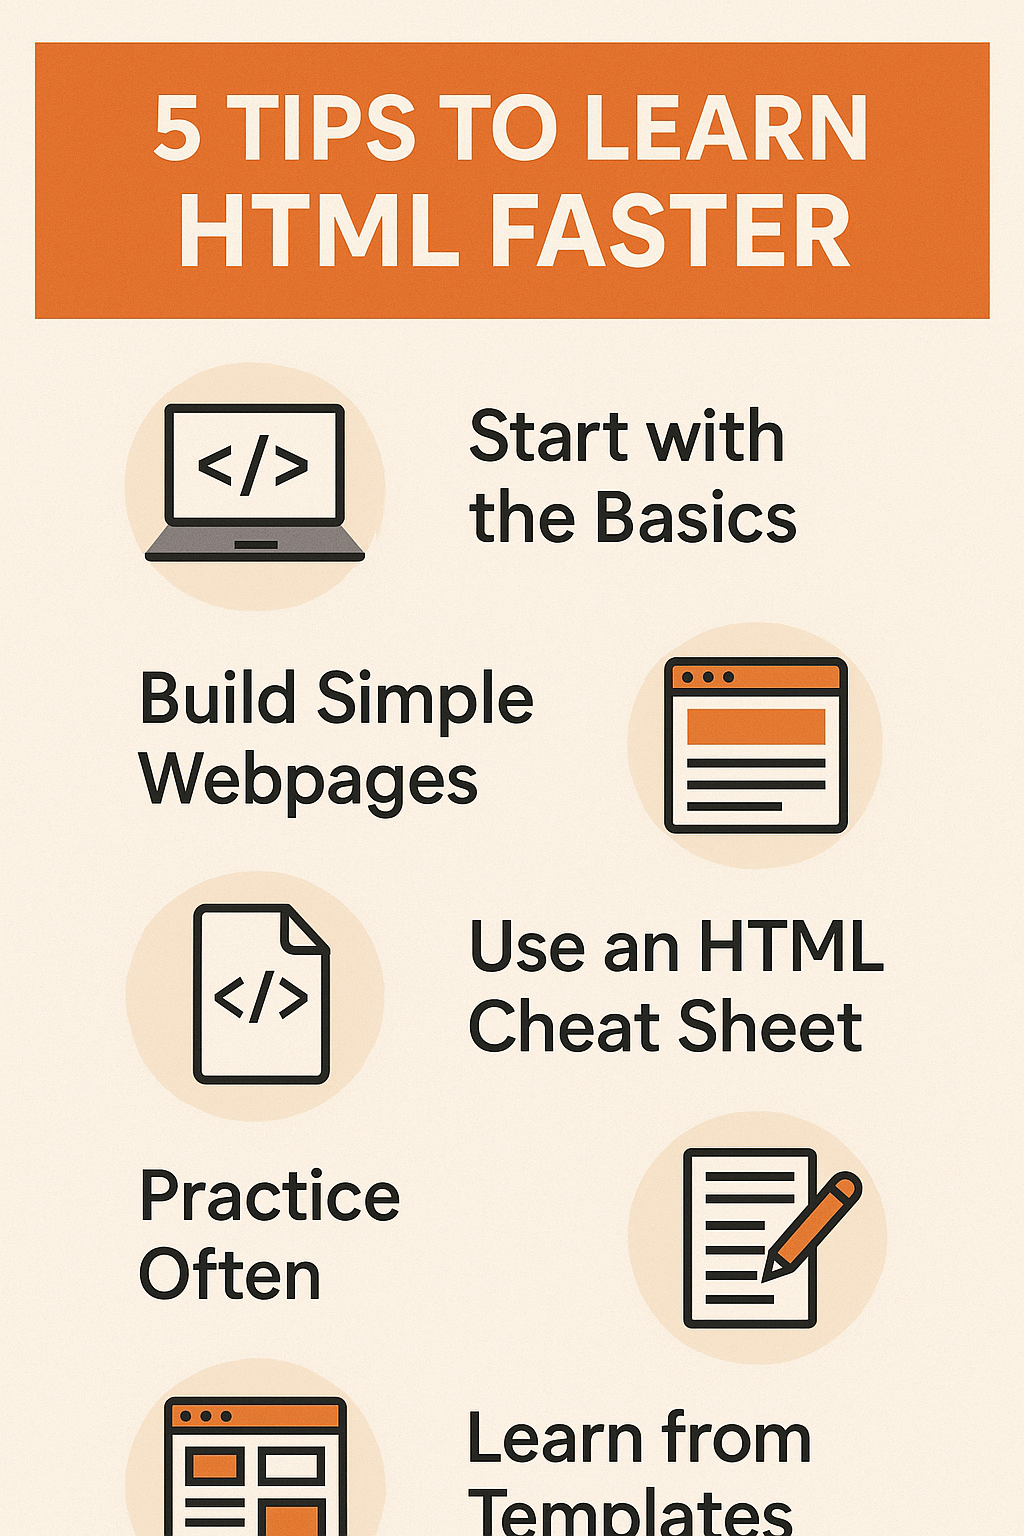 5 TIPS TO LEARN
HTML FASTER
</>
Start with
the Basics
Build Simple
Webpages
</>
Use an HTML
Cheat Sheet
Practice
Often
Learn from
Templates